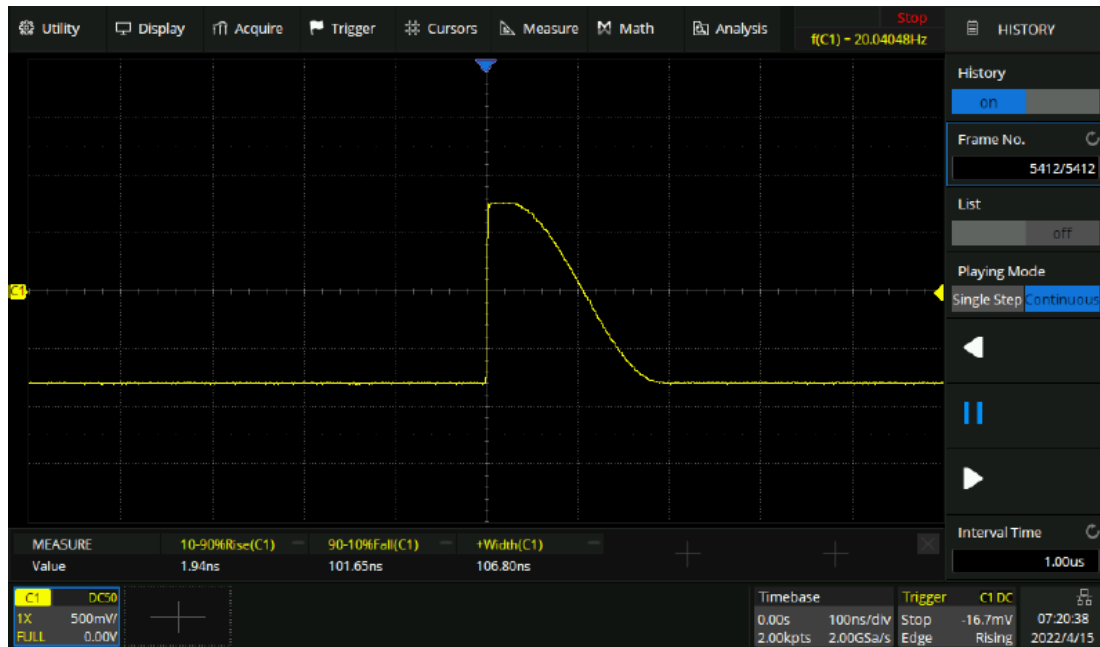 Utility Display Acquire Trigger Cursors Measure Math Analysis
Stop
f(C1) = 20.04048Hz
HISTORY
History
on
Frame No.
5412/5412
List
off
Playing Mode
Single Step Continuous
Interval Time
1.00us
C1
MEASURE 10-90%Rise(C1) 90-10%Fall(C1) +Width(C1)
Value 1.94ns 101.65ns 106.80ns
C1 DC50
1X 500mV/
FULL 0.00V
Timebase
0.00s 100ns/div
2.00kpts 2.00GSa/s
Trigger C1 DC
Stop -16.7mV
Edge Rising
07:20:38
2022/4/15